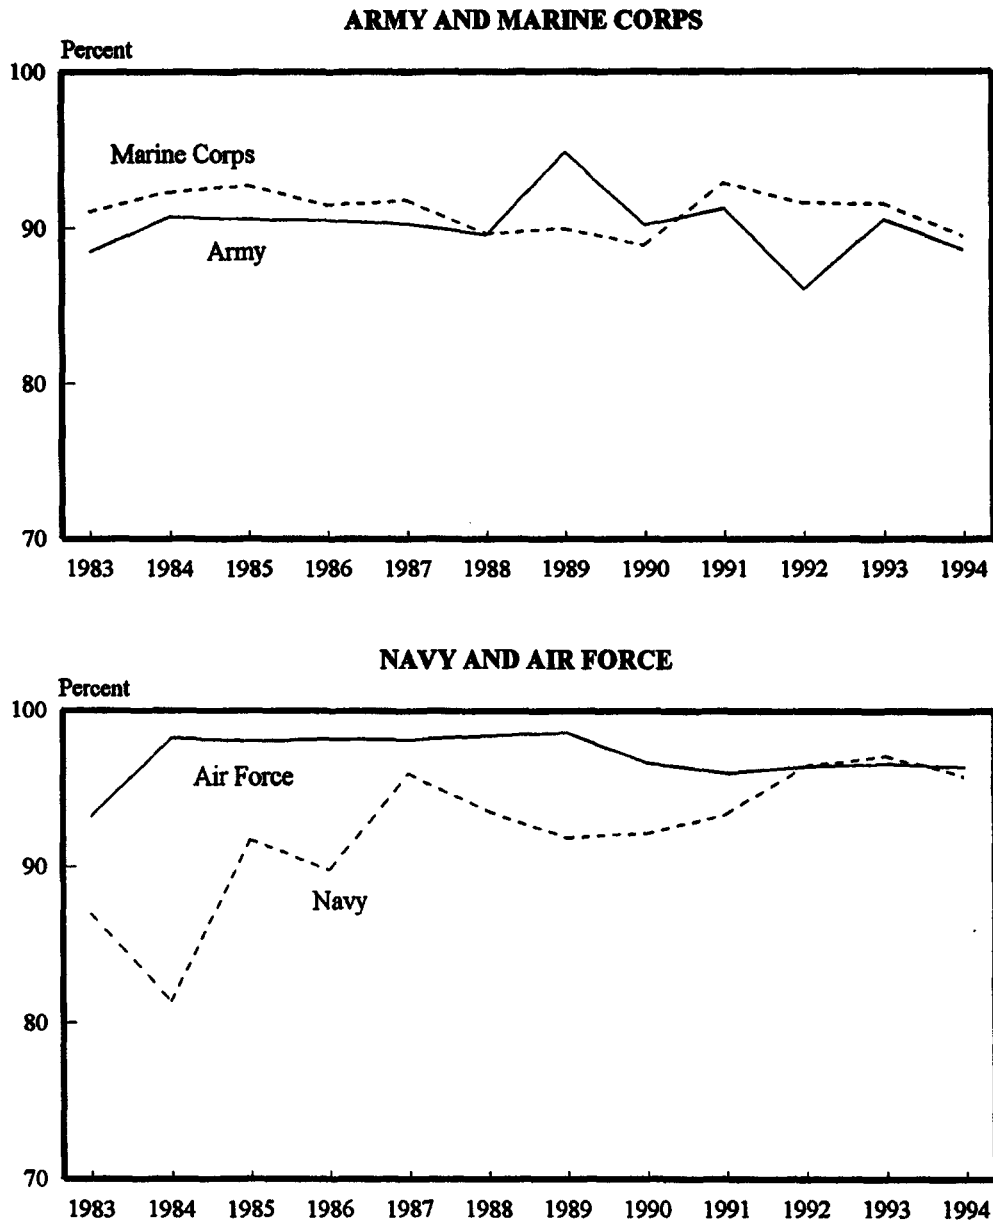 ARMY AND MARINE CORPS
Percent
100
Marine Corps
90
Army
80
70
1983 1984 1985 1986 1987 1988 1989 1990 1991 1992 1993 1994
NAVY AND AIR FORCE
Percent
100
Air Force
90
Navy
80
70
1983 1984 1985 1986 1987 1988 1989 1990 1991 1992 1993 1994